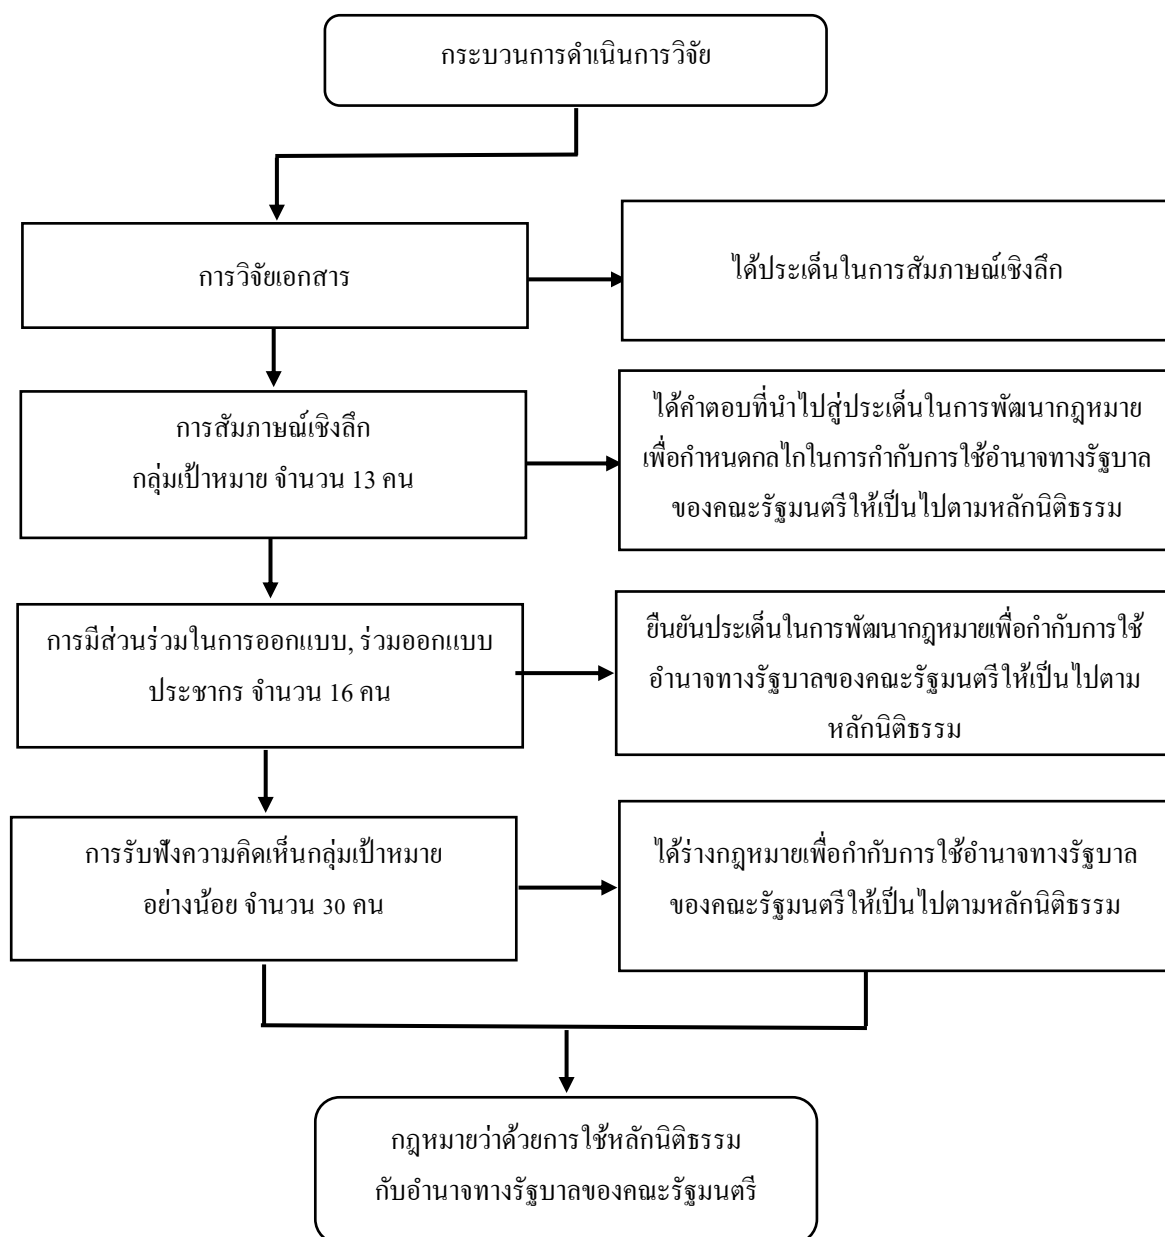 กระบวนการดำเนินการวิจัย
การวิจัยเอกสาร
ได้ประเด็นในการสัมภาษณ์เชิงลึก
การสัมภาษณ์เชิงลึก
กลุ่มเป้าหมาย จำนวน 13 คน
ได้คำตอบที่นำไปสู่ประเด็นในการพัฒนากฎหมาย
เพื่อกำหนดกลไกในการกำกับการใช้อำนาจทางรัฐบาล
ของคณะรัฐมนตรีให้เป็นไปตามหลักนิติธรรม
การมีส่วนร่วมในการออกแบบ, ร่วมออกแบบ
ประชากร จำนวน 16 คน
ยืนยันประเด็นในการพัฒนากฎหมายเพื่อกำกับการใช้
อำนาจทางรัฐบาลของคณะรัฐมนตรีให้เป็นไปตาม
หลักนิติธรรม
การรับฟังความคิดเห็นกลุ่มเป้าหมาย
อย่างน้อย จำนวน 30 คน
ได้ร่างกฎหมายเพื่อกำกับการใช้อำนาจทางรัฐบาล
ของคณะรัฐมนตรีให้เป็นไปตามหลักนิติธรรม
กฎหมายว่าด้วยการใช้หลักนิติธรรม
กับอำนาจทางรัฐบาลของคณะรัฐมนตรี